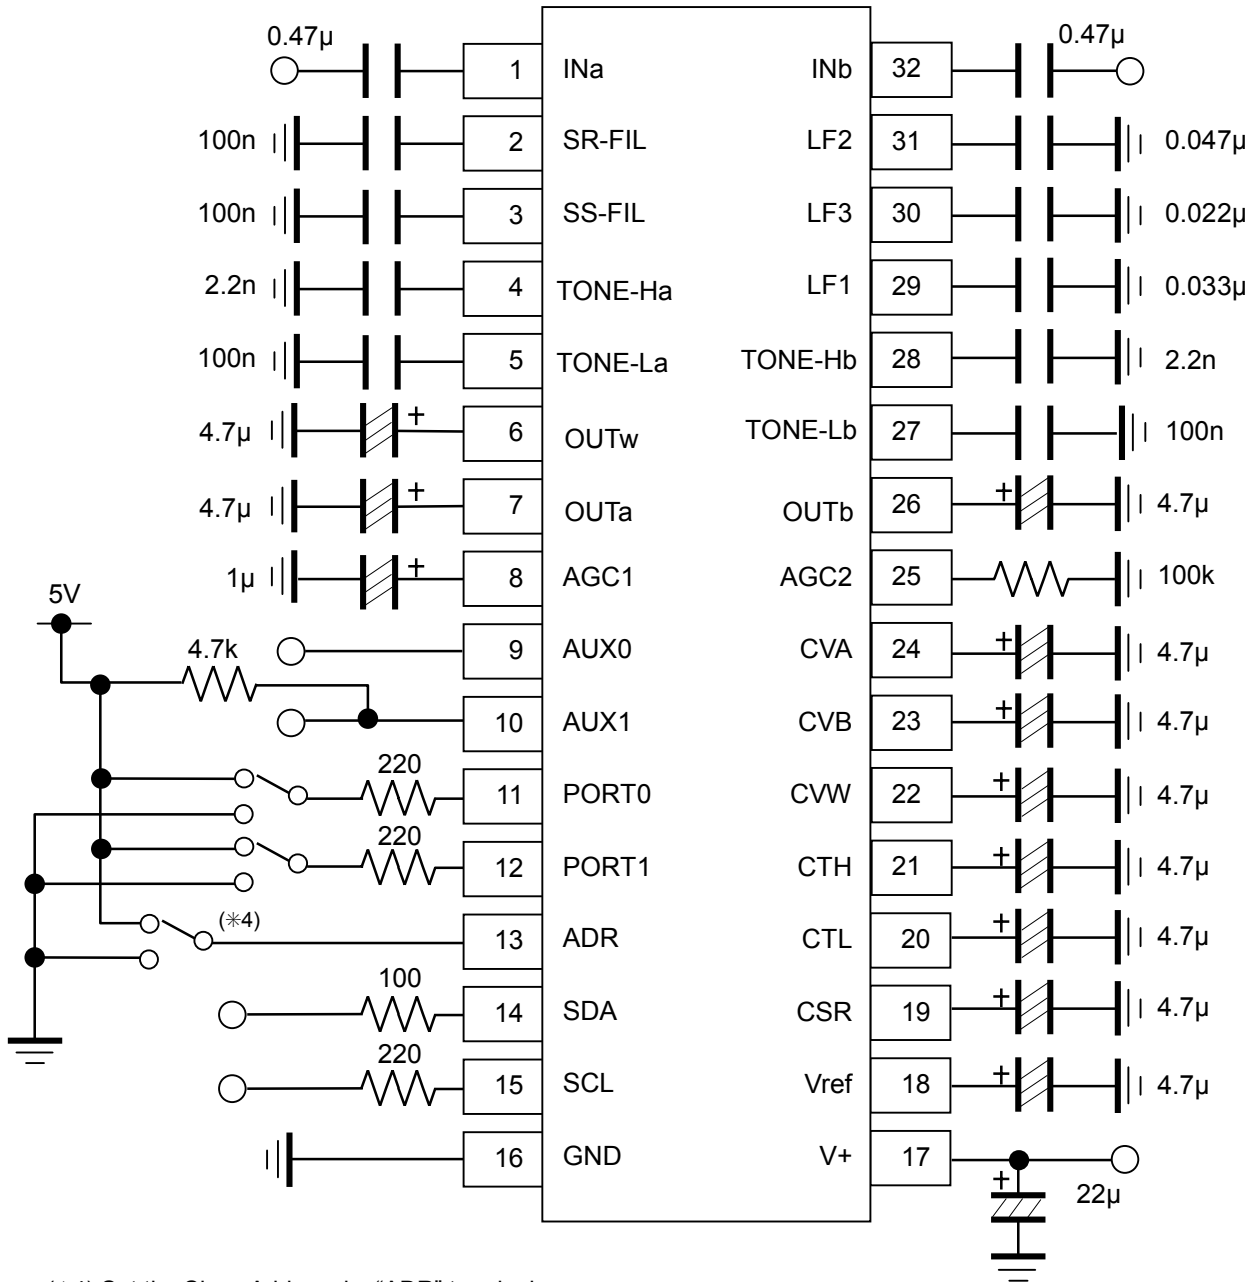 0.47µ 1 INa INb 32 0.47µ
100n 2 SR-FIL LF2 31 0.047µ
100n 3 SS-FIL LF3 30 0.022µ
2.2n 4 TONE-Ha LF1 29 0.033µ
100n 5 TONE-La TONE-Hb 28 2.2n
4.7µ + 6 OUTw TONE-Lb 27 100n
4.7µ + 7 OUTa OUTb 26 + 4.7µ
1µ + 8 AGC1 AGC2 25 100k
5V
4.7k 9 AUX0 CVA 24 + 4.7µ
10 AUX1 CVB 23 + 4.7µ
220 11 PORT0 CVW 22 + 4.7µ
220 12 PORT1 CTH 21 + 4.7µ
(✳4) 13 ADR CTL 20 + 4.7µ
100 14 SDA CSR 19 + 4.7µ
220 15 SCL Vref 18 + 4.7µ
16 GND V+ 17
+ 22µ